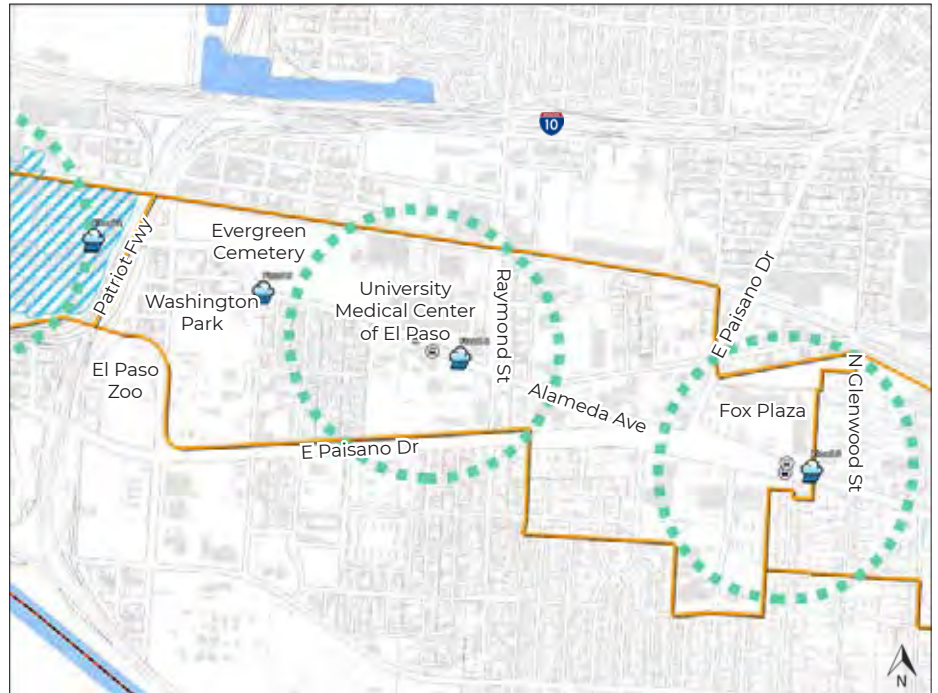 10
Patriot Fwy
Evergreen
Cemetery
Washington
Park
University
Medical Center
of El Paso
Raymond St
E Paisano Dr
El Paso
Zoo
Alameda Ave
Fox Plaza
N Glenwood St
E Paisano Dr
N